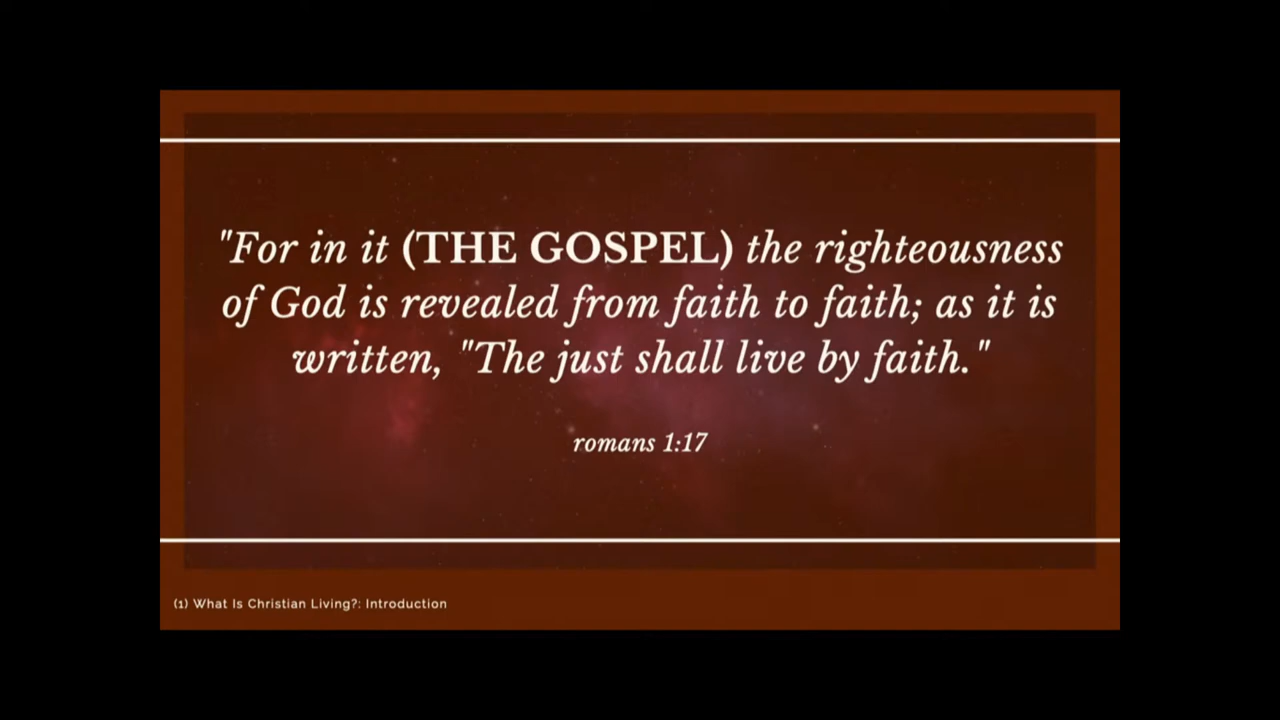 "For in it (THE GOSPEL) the righteousness
of God is revealed from faith to faith; as it is
written, "The just shall live by faith."
romans 1:17
(1) What Is Christian Living?: Introduction